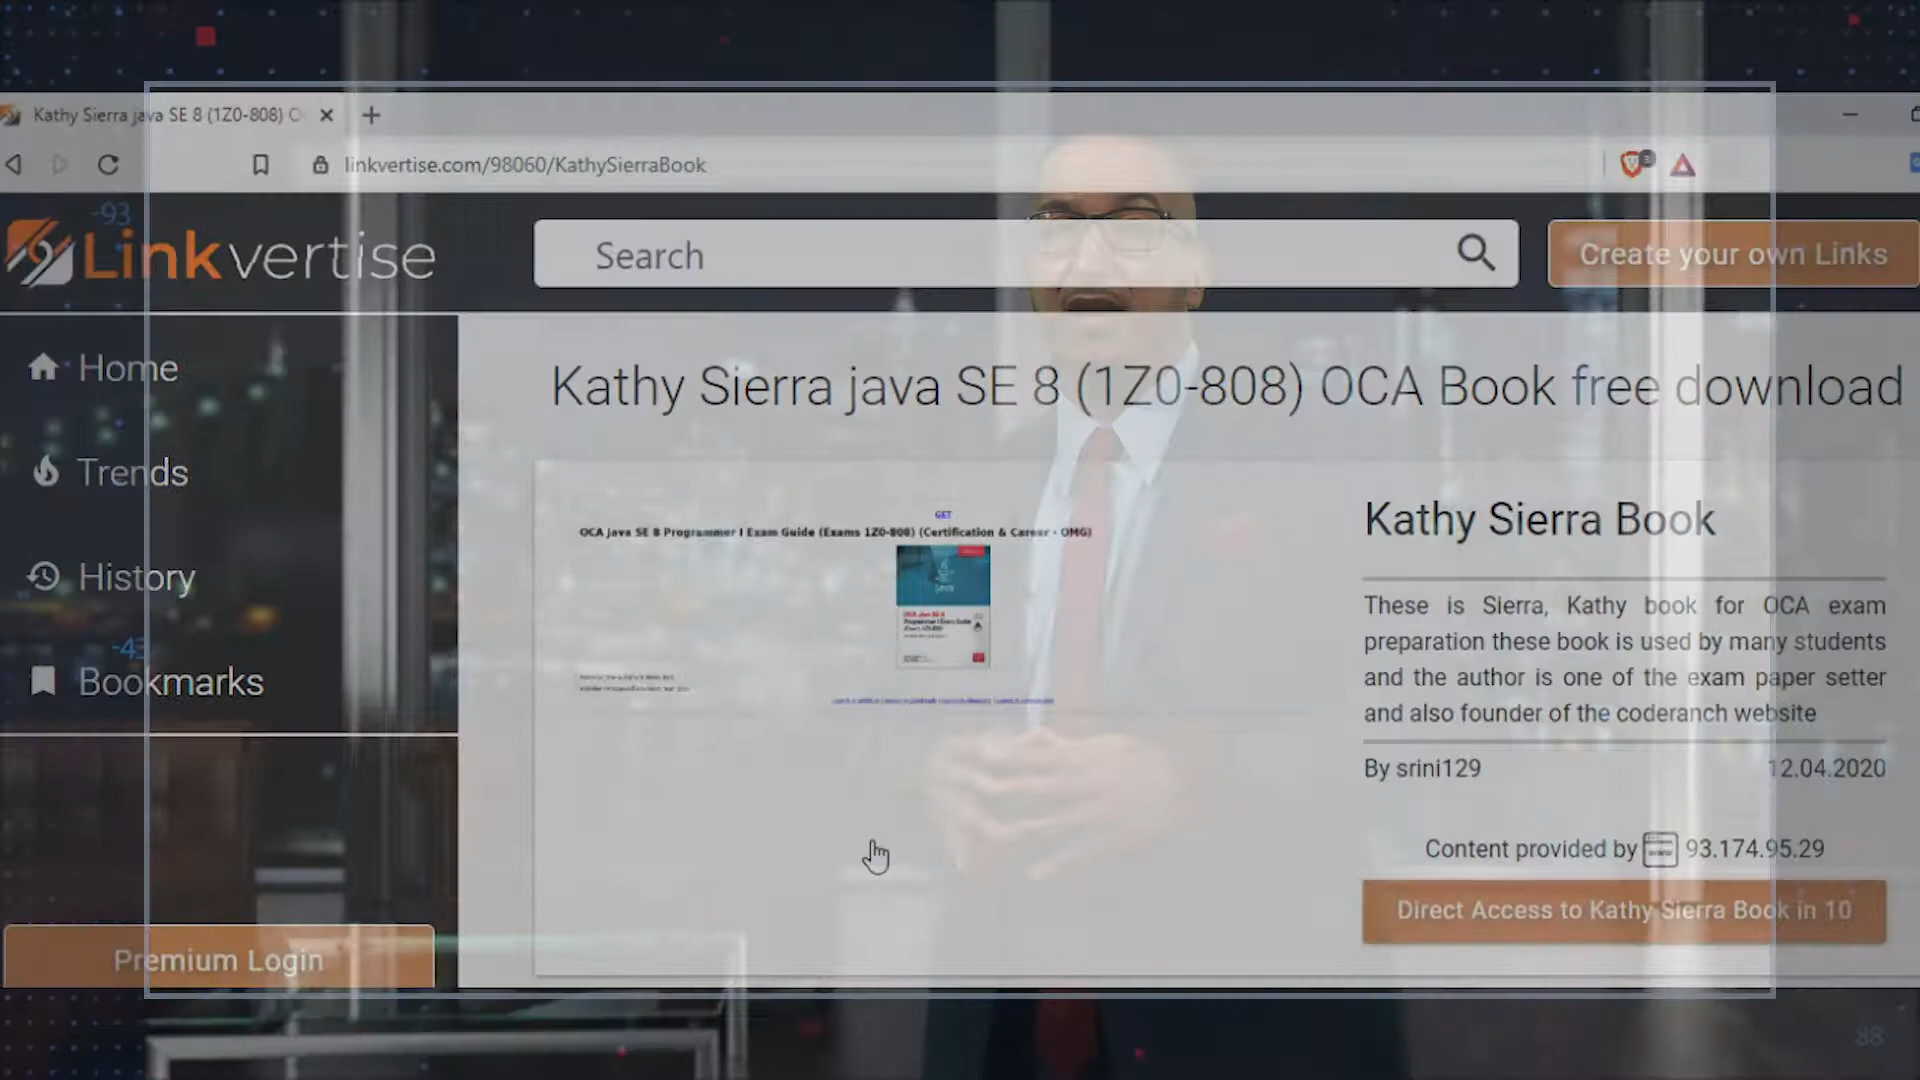 Kathy Sierra java SE 8 (1Z0-808) O
linkvertise.com/98060/KathySierraBook
3
-93
Linkvertise
Search
Create your own Links
Home
Trends
History
-43
Bookmarks
Premium Login
Kathy Sierra java SE 8 (1Z0-808) OCA Book free download
GET
OCA Java SE 8 Programmer I Exam Guide (Exams 1Z0-808) (Certification & Career - OMG)
Kathy Sierra Book
These is Sierra, Kathy book for OCA exam
preparation these book is used by many students
and the author is one of the exam paper setter
and also founder of the coderanch website
By srini129
12.04.2020
Content provided by 93.174.95.29
Direct Access to Kathy Sierra Book in 10
88